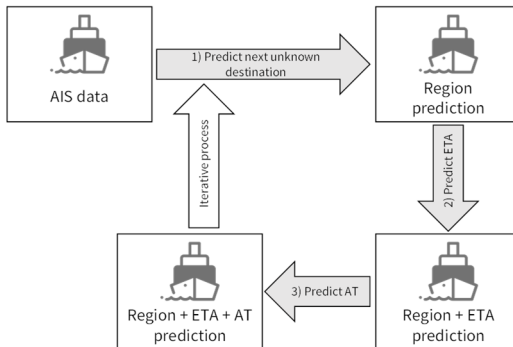 1) Predict next unknown
destination
AIS data
Region
prediction
Iterative process
2) Predict ETA
Region + ETA + AT
prediction
3) Predict AT
Region + ETA
prediction